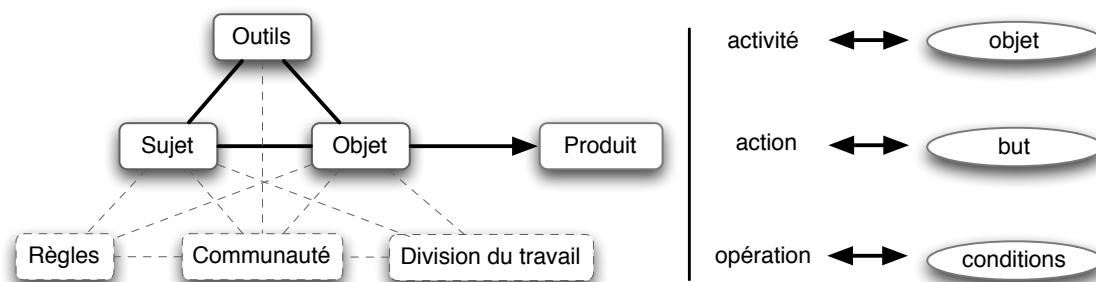 Outils
Sujet
Objet
Produit
Règles
Communauté
Division du travail
activité
objet
action
but
opération
conditions